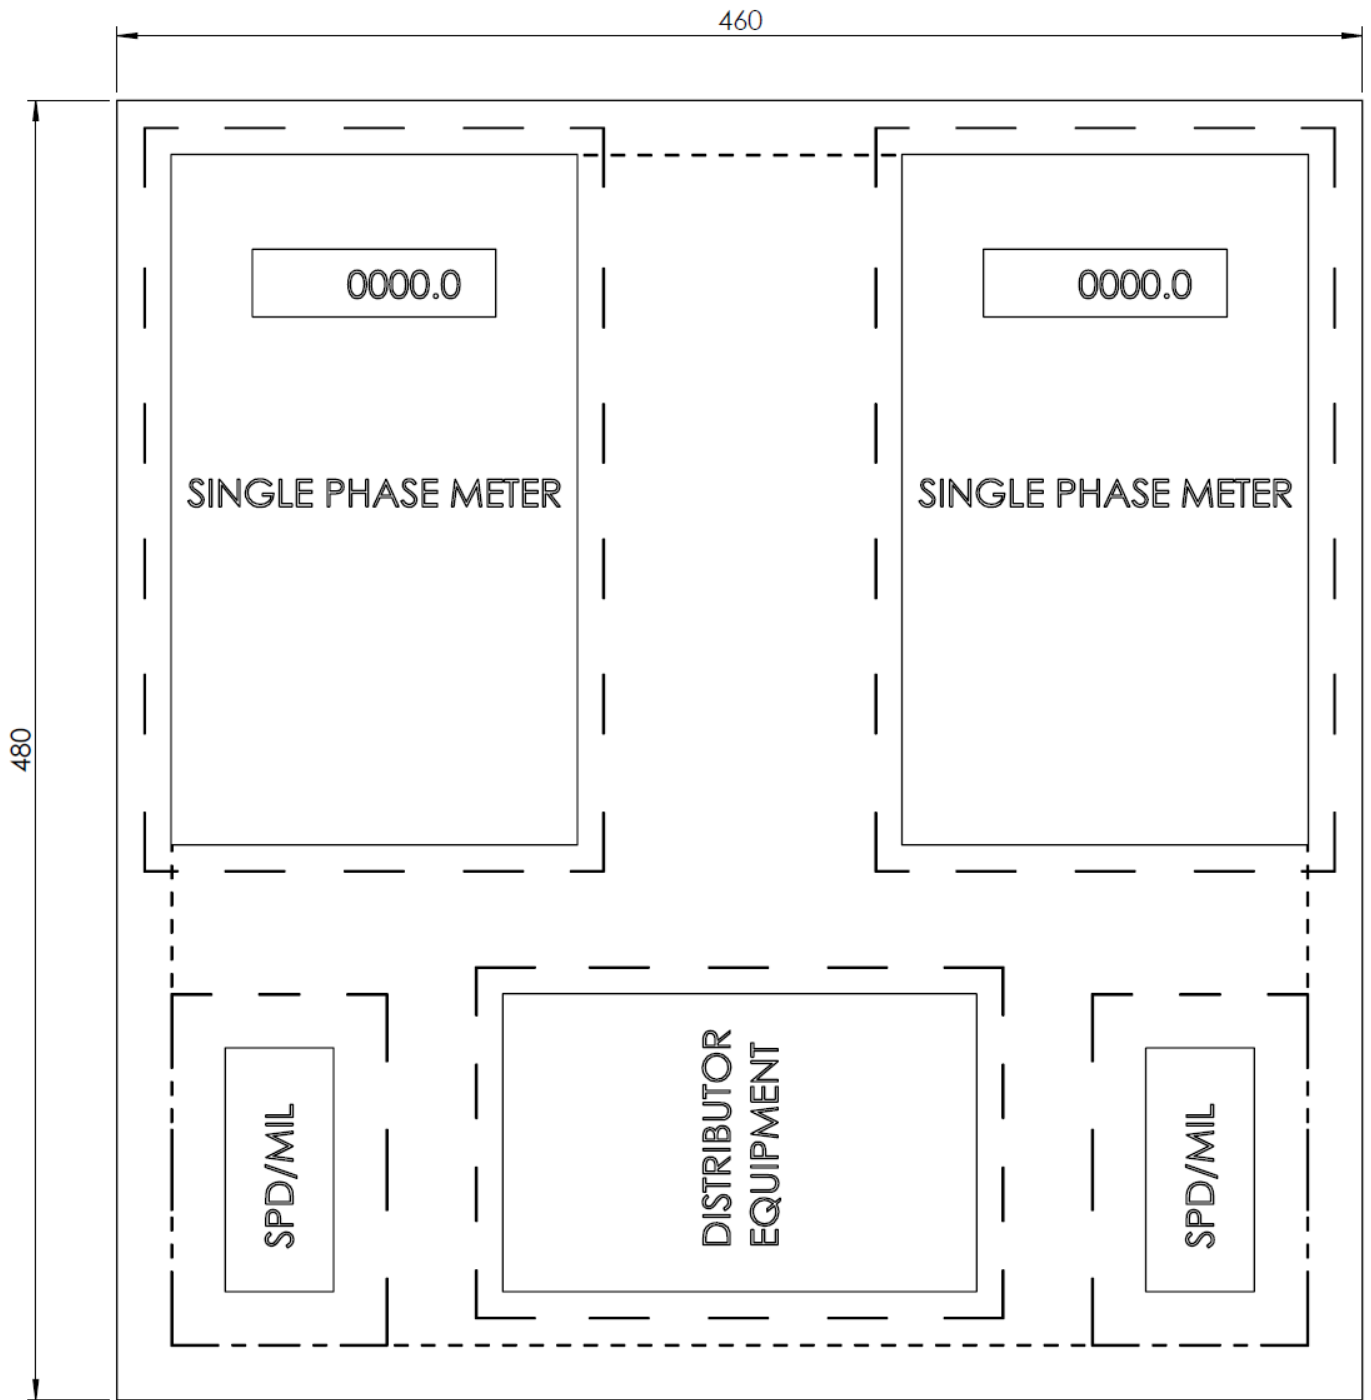 460
480
0000.0
0000.0
SINGLE PHASE METER
SINGLE PHASE METER
SPD/MIL
DISTRIBUTOR
EQUIPMENT
SPD/MIL